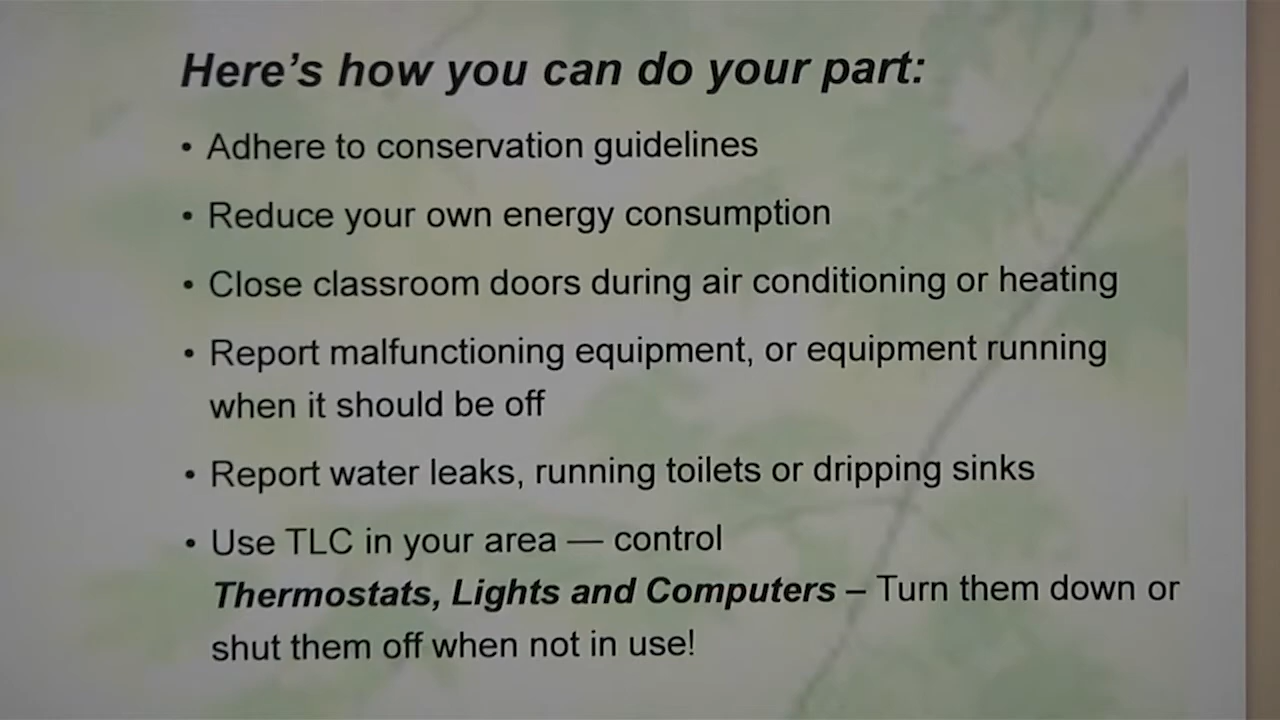 Here’s how you can do your part:
• Adhere to conservation guidelines
• Reduce your own energy consumption
• Close classroom doors during air conditioning or heating
• Report malfunctioning equipment, or equipment running
when it should be off
• Report water leaks, running toilets or dripping sinks
• Use TLC in your area — control
Thermostats, Lights and Computers – Turn them down or
shut them off when not in use!